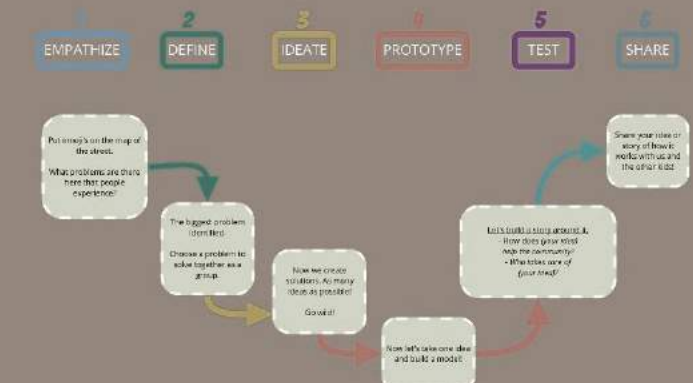 1 2 3 4 5 6
EMPATHIZE DEFINE IDEATE PROTOTYPE TEST SHARE
Put emoji's on the map of
the street.
What problems are there
here that people
experience?
The biggest problem
identified.
Choose a problem to
solve together as a
group.
Now we create
solutions. As many
ideas as possible!
Go wild!
Now let's take one idea
and build a model!
Let's build a story around it.
- How does (your idea)
help the community?
- Who takes care of
(your idea)?
Share your idea or
story of how it
works with us and
the other kids!